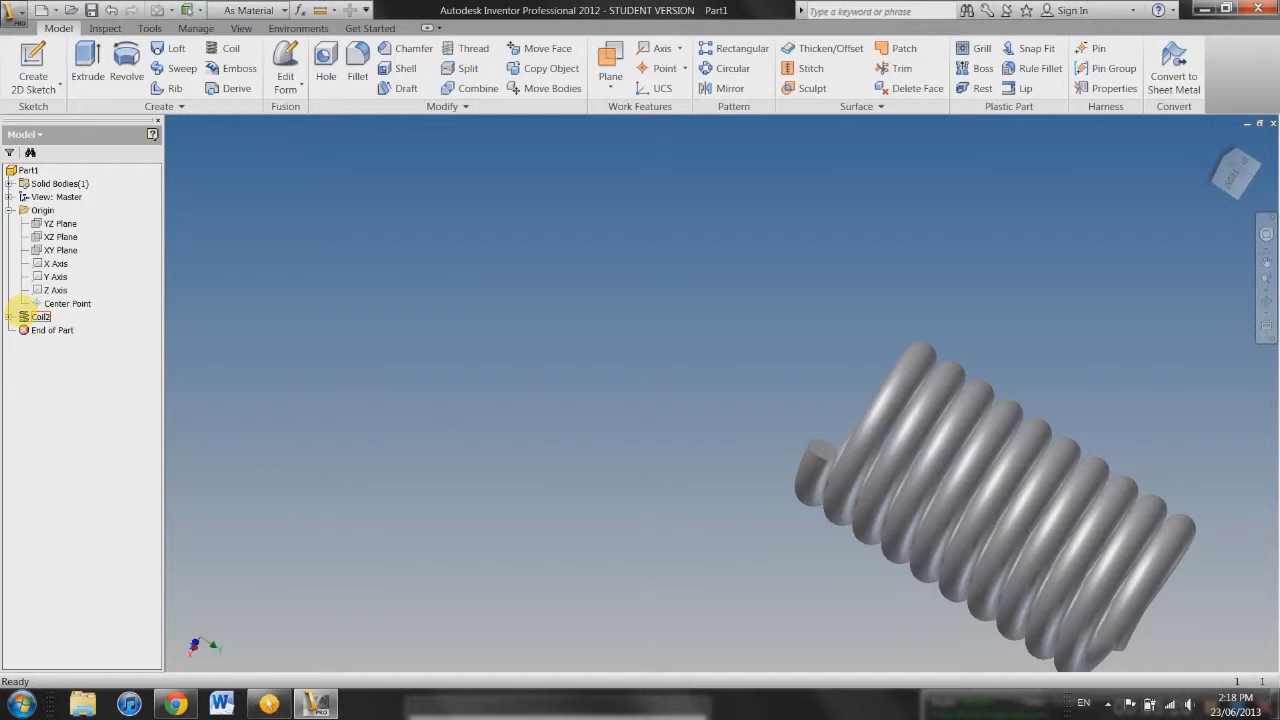 PRO
As Material
Autodesk Inventor Professional 2012 - STUDENT VERSION Part1
Type a keyword or phrase
Sign In
Model Inspect Tools Manage View Environments Get Started
Create 2D Sketch
Extrude
Revolve
Loft
Sweep
Rib
Coil
Emboss
Derive
Edit Form
Hole
Fillet
Chamfer
Shell
Draft
Thread
Split
Combine
Move Face
Copy Object
Move Bodies
Plane
Axis
Point
UCS
Rectangular
Circular
Mirror
Thicken/Offset
Stitch
Sculpt
Patch
Trim
Delete Face
Grill
Boss
Rest
Snap Fit
Rule Fillet
Lip
Pin
Pin Group
Properties
Convert to Sheet Metal
Sketch Create Fusion Modify Work Features Pattern Surface Plastic Part Harness Convert
Model
Part1
Solid Bodies(1)
View: Master
Origin
YZ Plane
XZ Plane
XY Plane
X Axis
Y Axis
Z Axis
Center Point
Coil2
End of Part
FRONT
Ready
1 1
PRO
EN
2:18 PM
23/06/2013